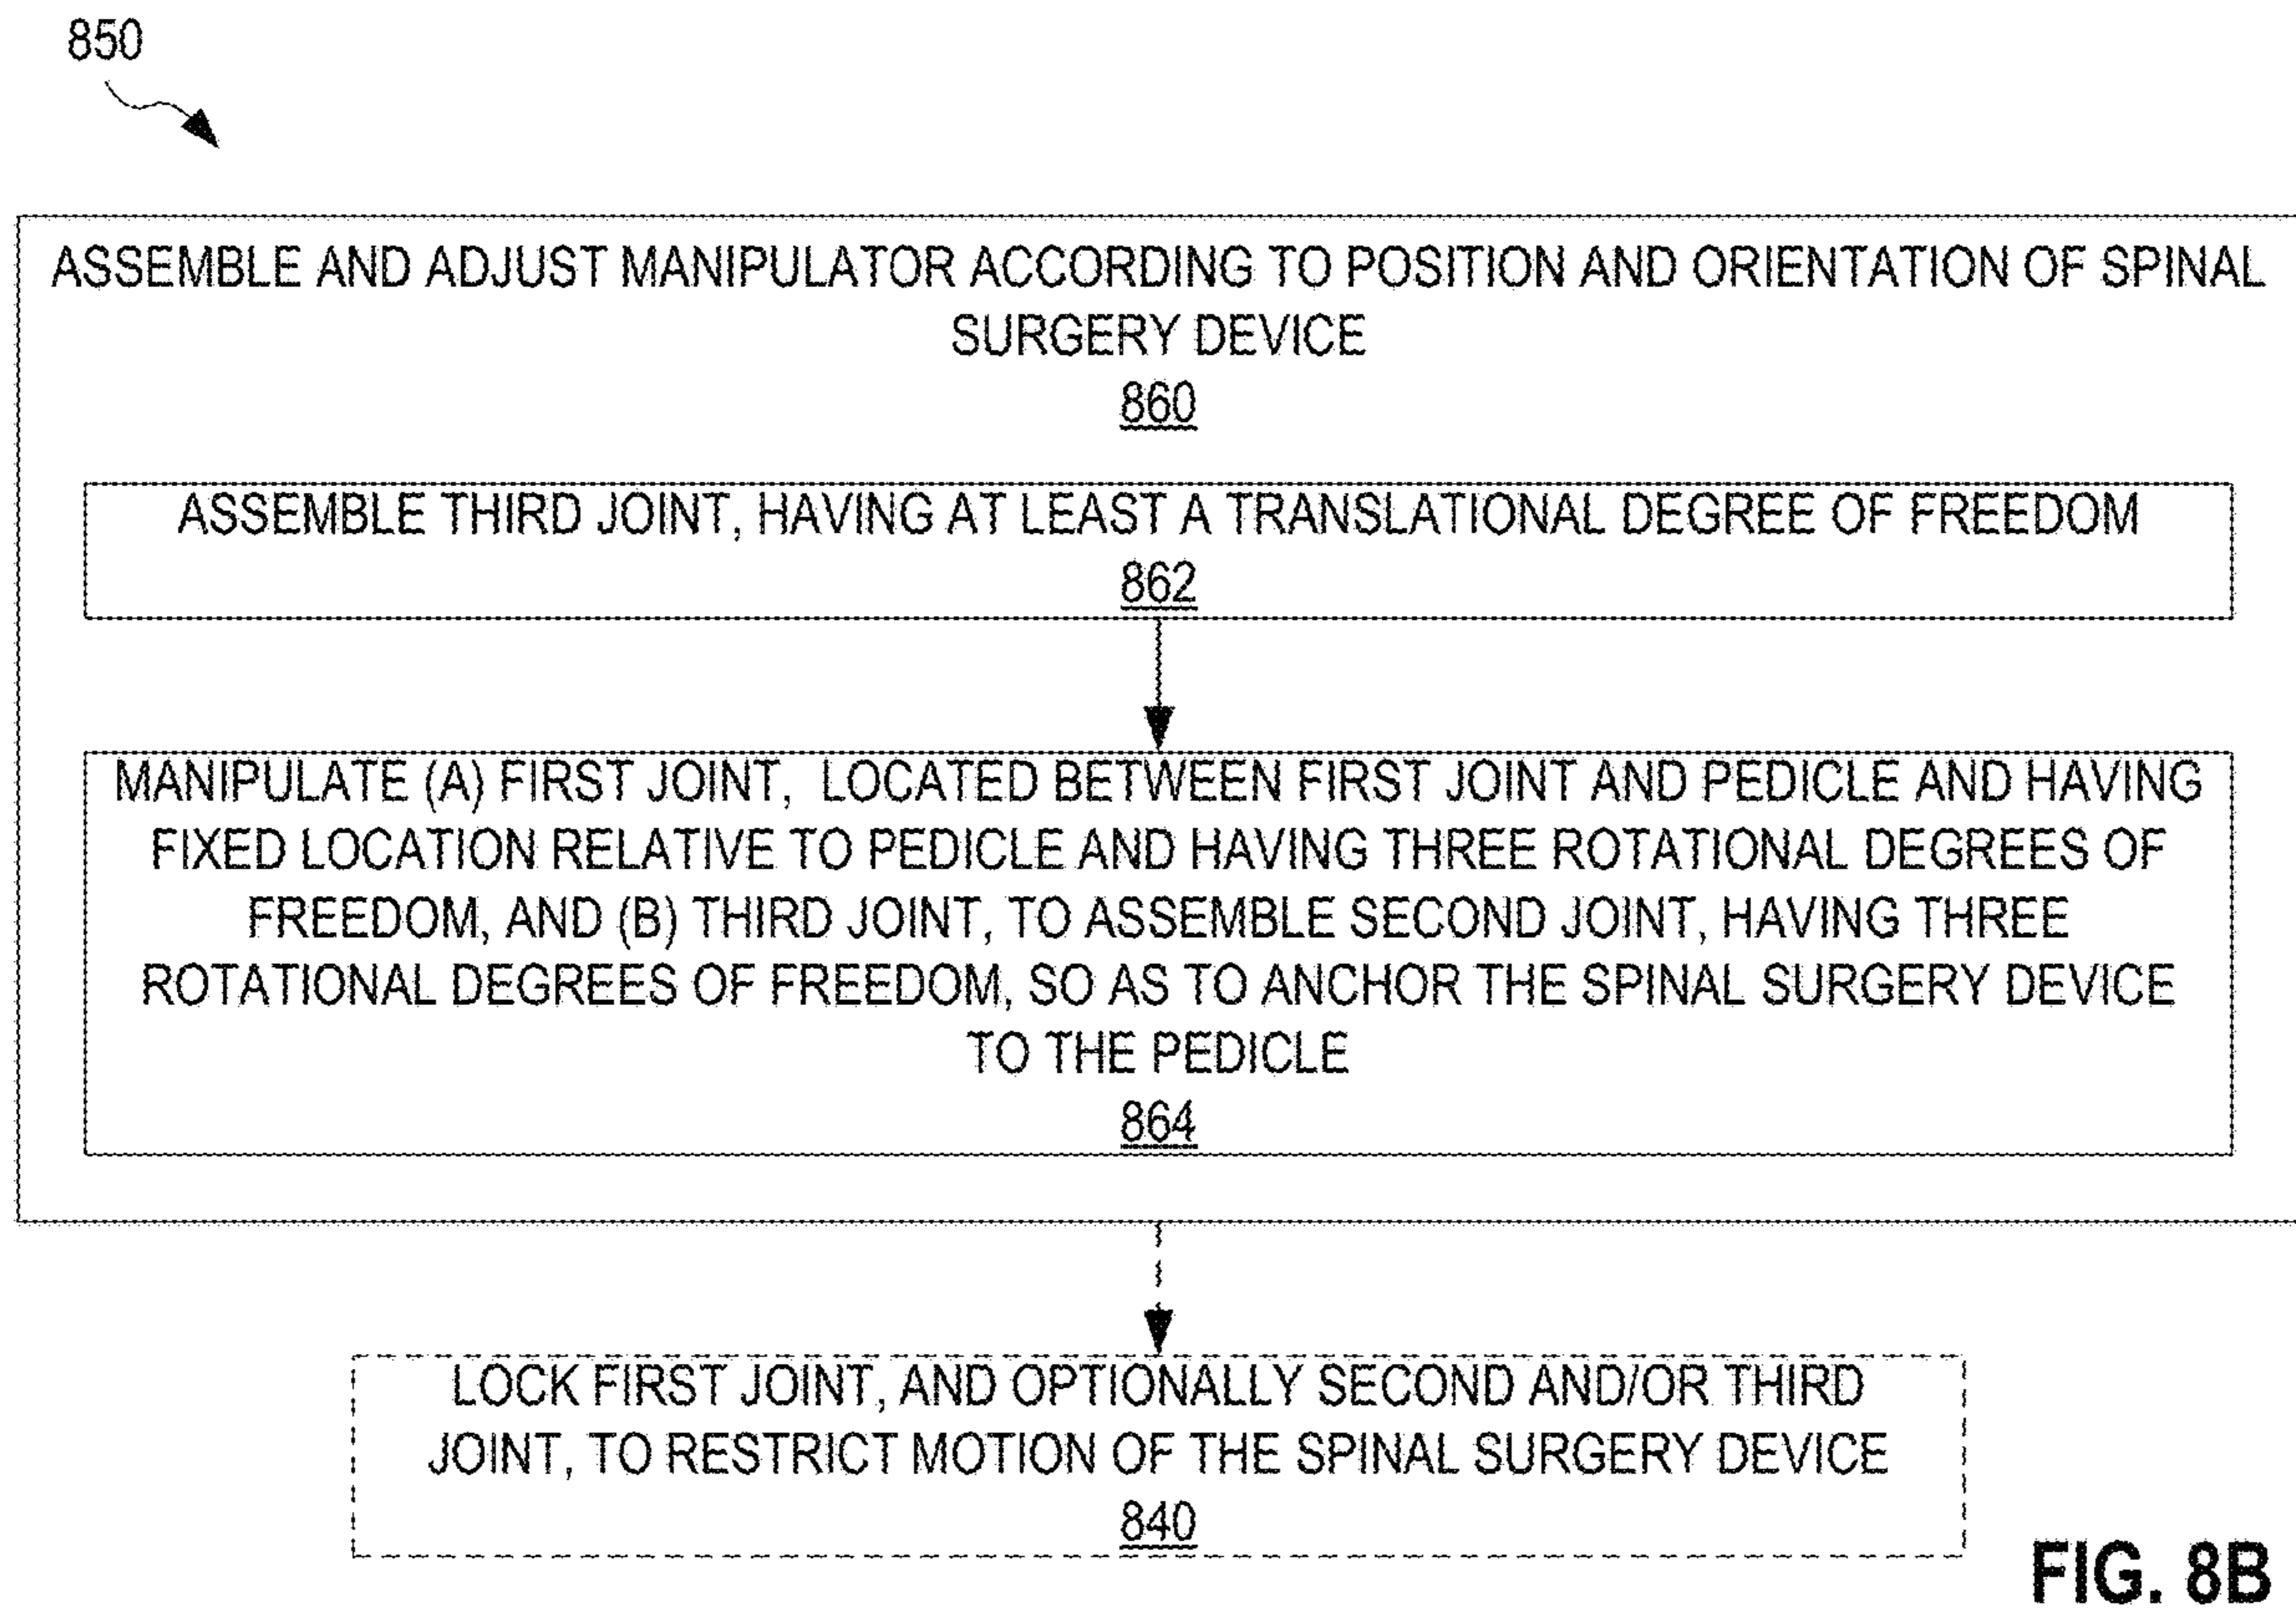 850
ASSEMBLE AND ADJUST MANIPULATOR ACCORDING TO POSITION AND ORIENTATION OF SPINAL
SURGERY DEVICE
860
ASSEMBLE THIRD JOINT, HAVING AT LEAST A TRANSLATIONAL DEGREE OF FREEDOM
862
MANIPULATE (A) FIRST JOINT, LOCATED BETWEEN FIRST JOINT AND PEDICLE AND HAVING
FIXED LOCATION RELATIVE TO PEDICLE AND HAVING THREE ROTATIONAL DEGREES OF
FREEDOM, AND (B) THIRD JOINT, TO ASSEMBLE SECOND JOINT, HAVING THREE
ROTATIONAL DEGREES OF FREEDOM, SO AS TO ANCHOR THE SPINAL SURGERY DEVICE
TO THE PEDICLE
864
LOCK FIRST JOINT, AND OPTIONALLY SECOND AND/OR THIRD
JOINT, TO RESTRICT MOTION OF THE SPINAL SURGERY DEVICE
840
FIG. 8B